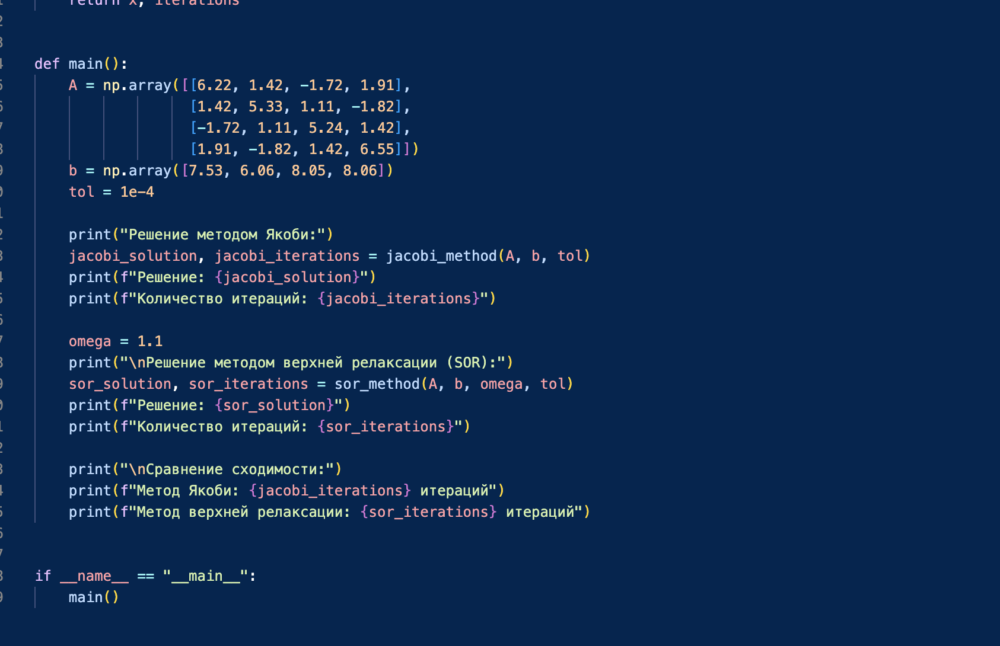 return x, iterations
def main():
A = np.array([[6.22, 1.42, -1.72, 1.91],
[1.42, 5.33, 1.11, -1.82],
[-1.72, 1.11, 5.24, 1.42],
[1.91, -1.82, 1.42, 6.55]])
b = np.array([7.53, 6.06, 8.05, 8.06])
tol = 1e-4
print("Решение методом Якоби:")
jacobi_solution, jacobi_iterations = jacobi_method(A, b, tol)
print(f"Решение: {jacobi_solution}")
print(f"Количество итераций: {jacobi_iterations}")
omega = 1.1
print("\nРешение методом верхней релаксации (SOR):")
sor_solution, sor_iterations = sor_method(A, b, omega, tol)
print(f"Решение: {sor_solution}")
print(f"Количество итераций: {sor_iterations}")
print("\nСравнение сходимости:")
print(f"Метод Якоби: {jacobi_iterations} итераций")
print(f"Метод верхней релаксации: {sor_iterations} итераций")
if __name__ == "__main__":
main()